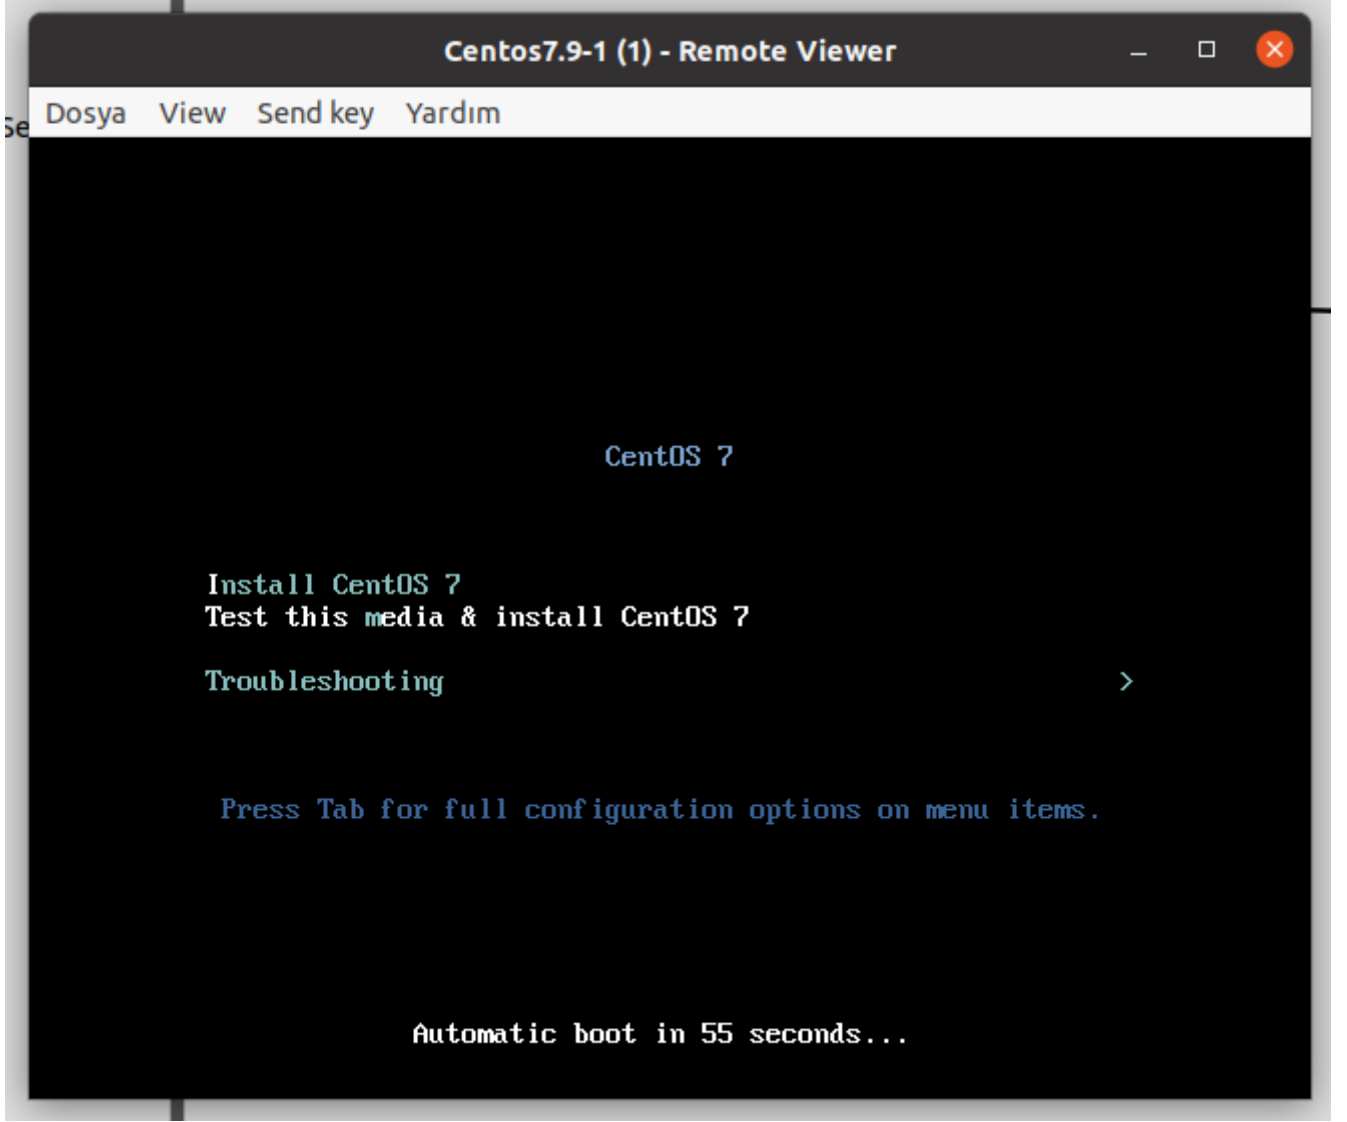 Centos7.9-1 (1) - Remote Viewer
Dosya View Send key Yardım
Se
CentOS 7
Install CentOS 7
Test this media & install CentOS 7
Troubleshooting >
Press Tab for full configuration options on menu items.
Automatic boot in 55 seconds...